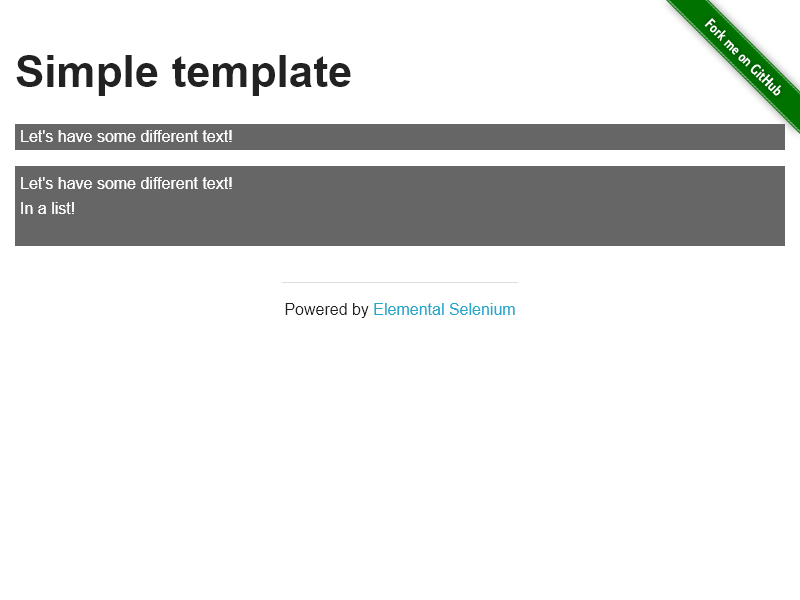 Fork me on GitHub
Simple template
Let's have some different text!
Let's have some different text!
In a list!
Powered by Elemental Selenium